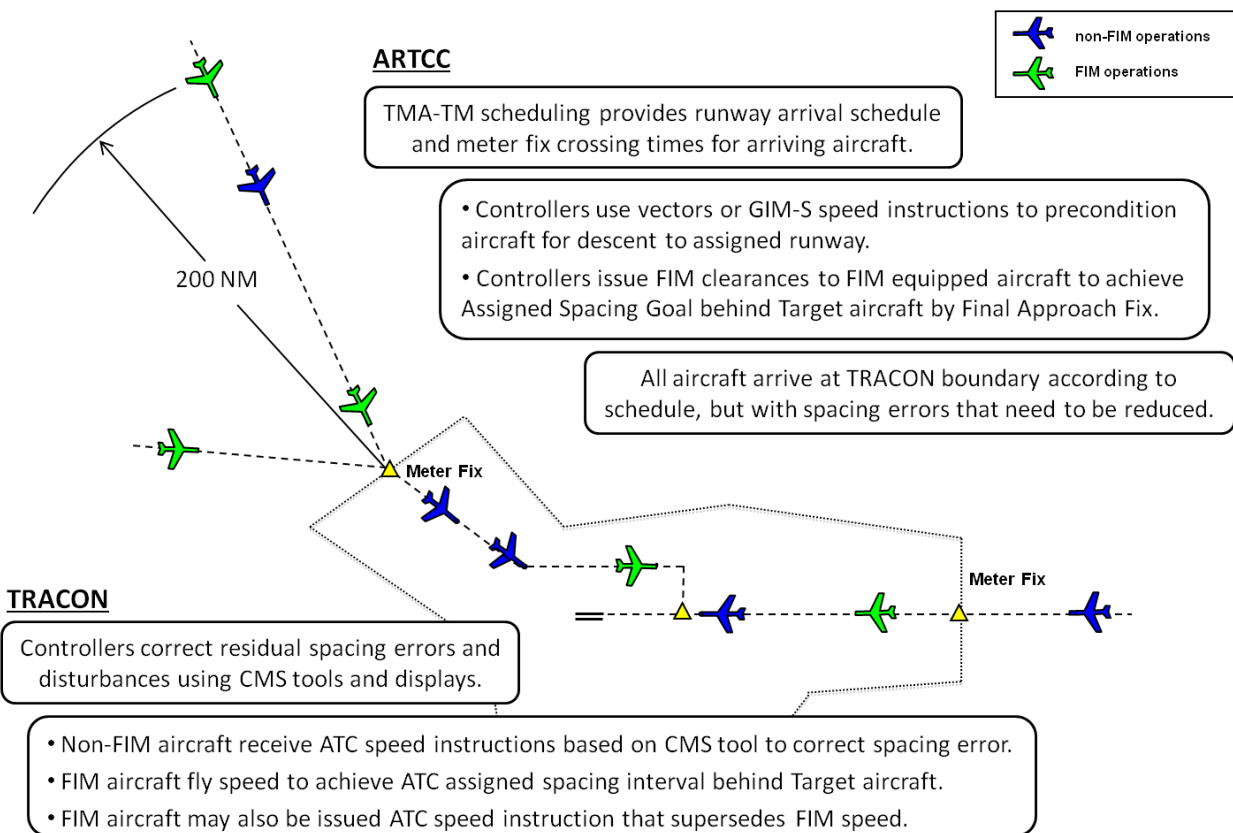 non-FIM operations
FIM operations
ARTCC
TMA-TM scheduling provides runway arrival schedule
and meter fix crossing times for arriving aircraft.
• Controllers use vectors or GIM-S speed instructions to precondition
aircraft for descent to assigned runway.
• Controllers issue FIM clearances to FIM equipped aircraft to achieve
Assigned Spacing Goal behind Target aircraft by Final Approach Fix.
200 NM
All aircraft arrive at TRACON boundary according to
schedule, but with spacing errors that need to be reduced.
Meter Fix
Meter Fix
TRACON
Controllers correct residual spacing errors and
disturbances using CMS tools and displays.
• Non-FIM aircraft receive ATC speed instructions based on CMS tool to correct spacing error.
• FIM aircraft fly speed to achieve ATC assigned spacing interval behind Target aircraft.
• FIM aircraft may also be issued ATC speed instruction that supersedes FIM speed.